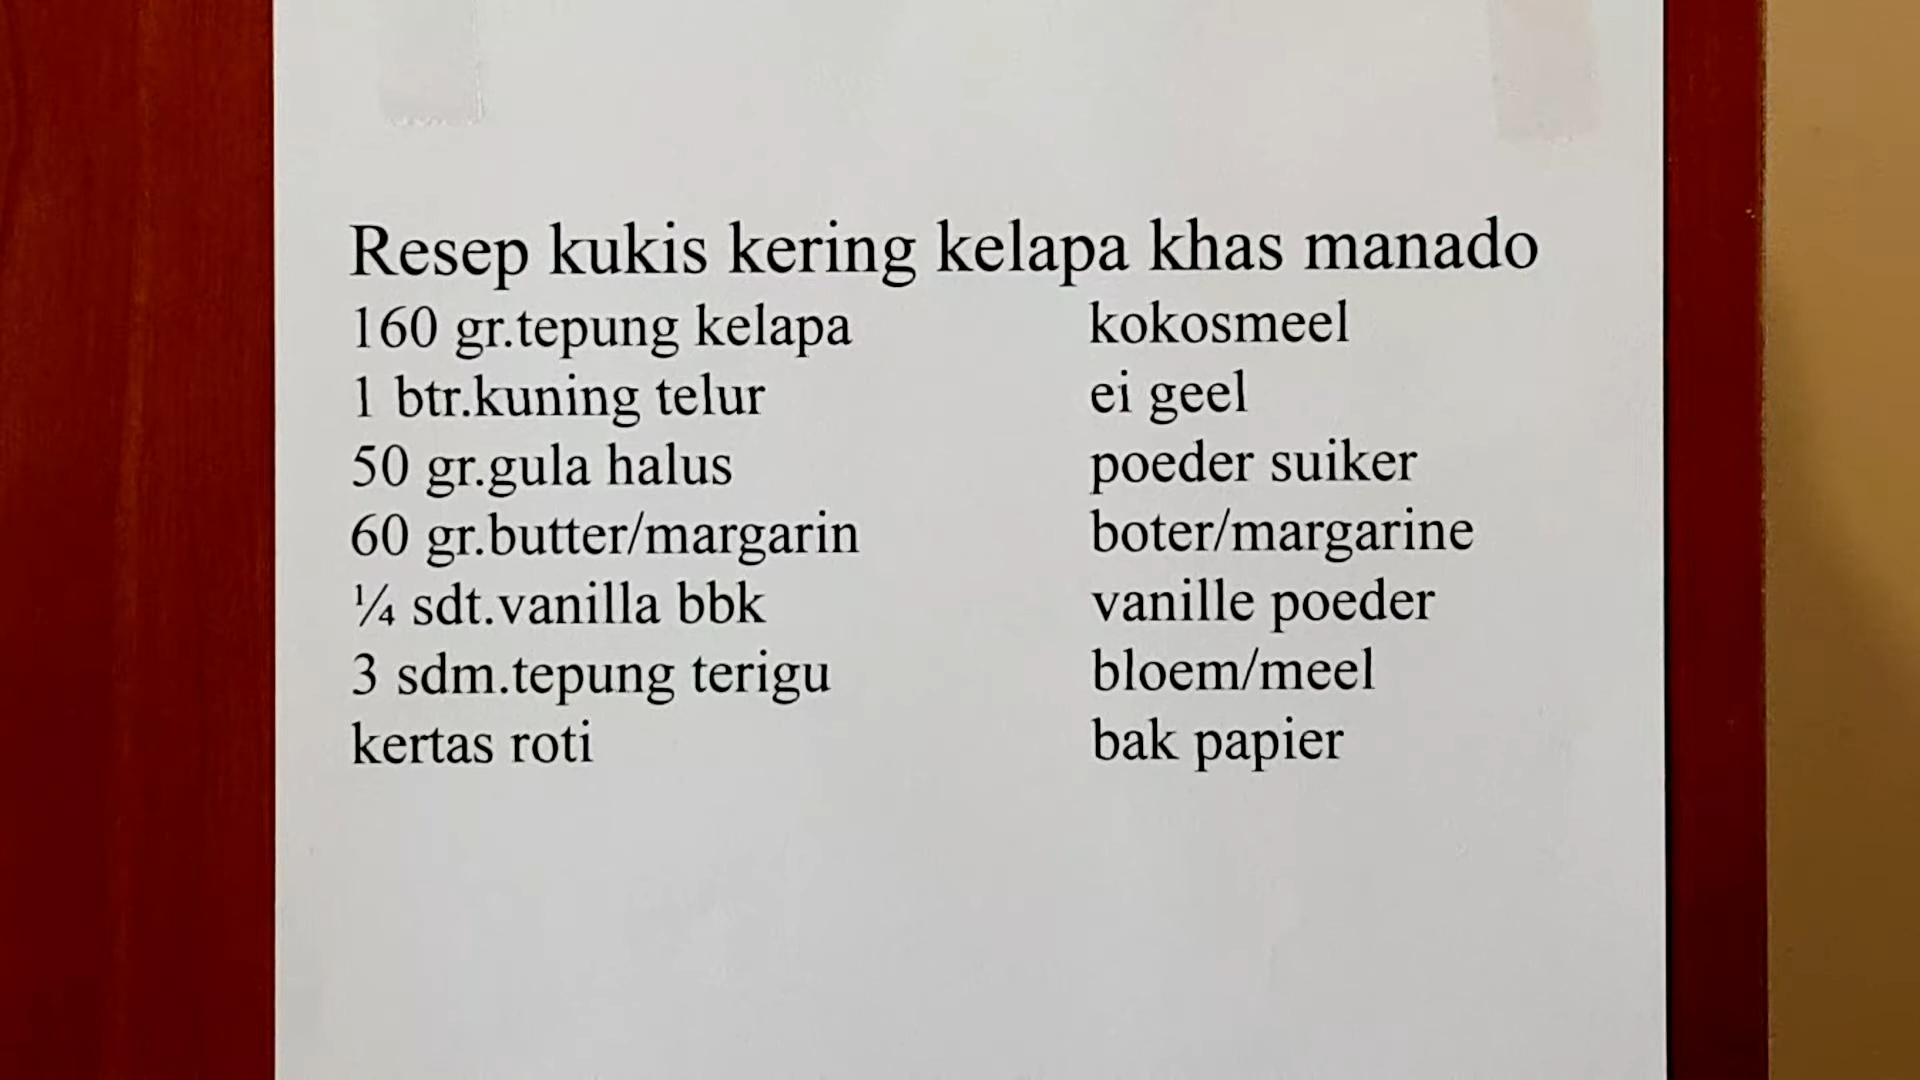 Resep kukis kering kelapa khas manado
160 gr.tepung kelapa kokosmeel
1 btr.kuning telur ei geel
50 gr.gula halus poeder suiker
60 gr.butter/margarin boter/margarine
¼ sdt.vanilla bbk vanille poeder
3 sdm.tepung terigu bloem/meel
kertas roti bak papier